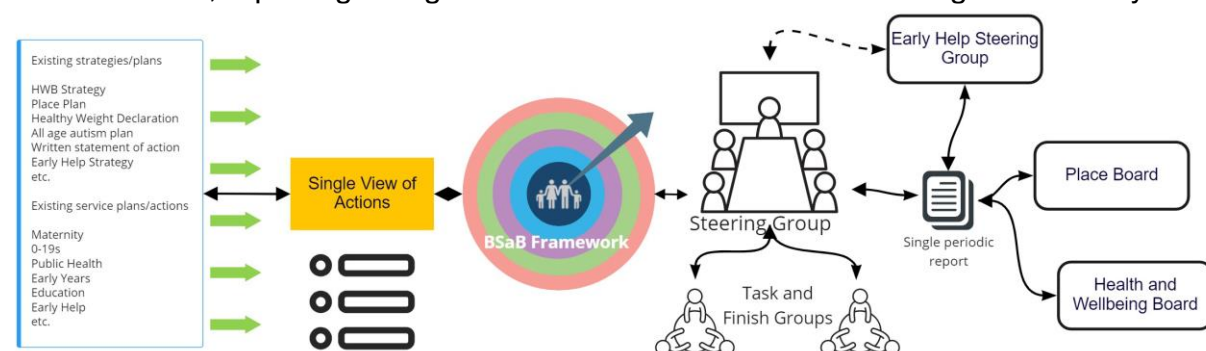 Existing strategies/plans
HWB Strategy
Place Plan
Healthy Weight Declaration
All age autism plan
Written statement of action
Early Help Strategy
etc.
Existing service plans/actions
Maternity
0-19s
Public Health
Early Years
Education
Early Help
etc.
Single View of
Actions
BSaB Framework
Steering Group
Task and
Finish Groups
Early Help Steering
Group
Single periodic
report
Place Board
Health and
Wellbeing Board